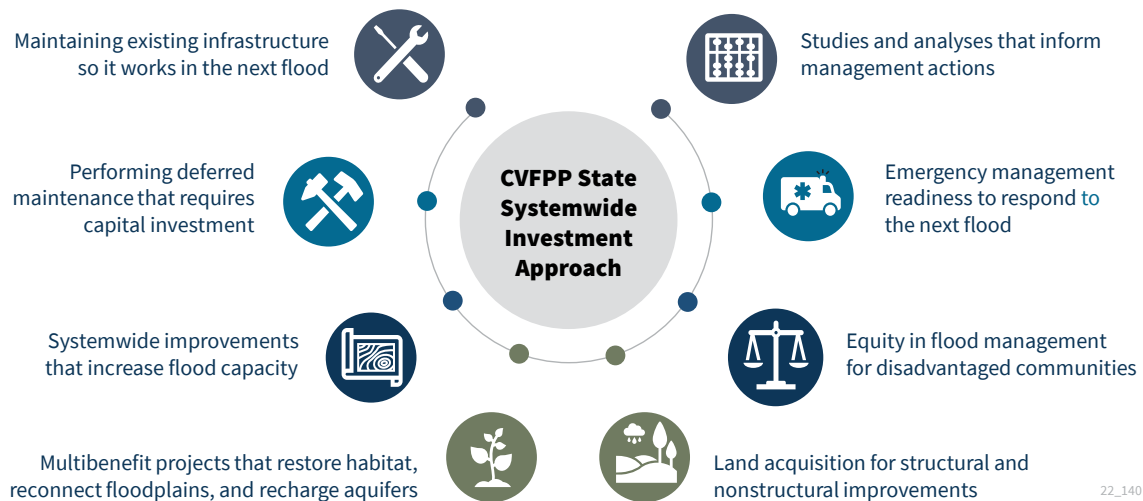 Maintaining existing infrastructure
so it works in the next flood
Studies and analyses that inform
management actions
CVFPP State
Systemwide
Investment
Approach
Performing deferred
maintenance that requires
capital investment
Emergency management
readiness to respond to
the next flood
Systemwide improvements
that increase flood capacity
Equity in flood management
for disadvantaged communities
Multibenefit projects that restore habitat,
reconnect floodplains, and recharge aquifers
Land acquisition for structural and
nonstructural improvements
22_140